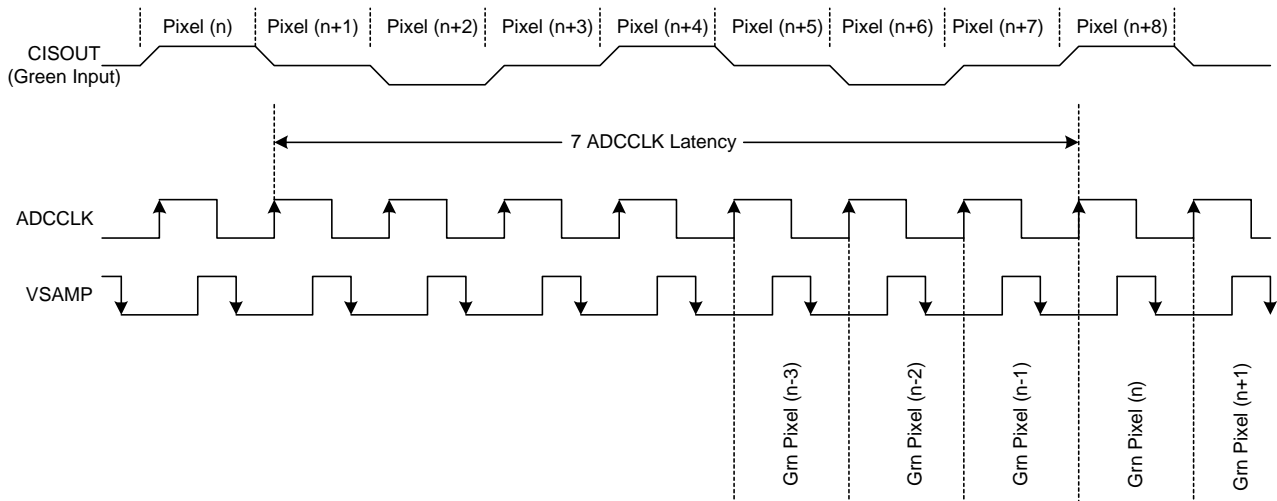 Pixel (n) Pixel (n+1) Pixel (n+2) Pixel (n+3) Pixel (n+4) Pixel (n+5) Pixel (n+6) Pixel (n+7) Pixel (n+8)
CISOUT
(Green Input)
7 ADCCLK Latency
ADCCLK
VSAMP
Grn Pixel (n-3)
Grn Pixel (n-2)
Grn Pixel (n-1)
Grn Pixel (n)
Grn Pixel (n+1)